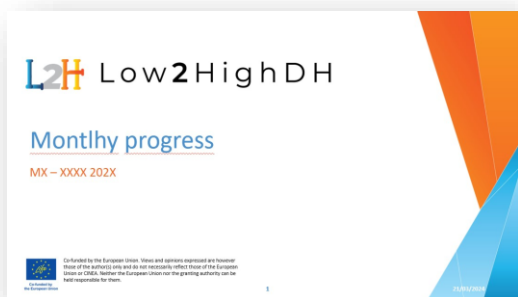 L2H Low2HighDH
Montlhy progress
MX – XXXX 202X
Co-funded by the European Union
Co-funded by the European Union. Views and opinions expressed are however
those of the author(s) only and do not necessarily reflect those of the European
Union or CINEA. Neither the European Union nor the granting authority can be
held responsible for them.
1